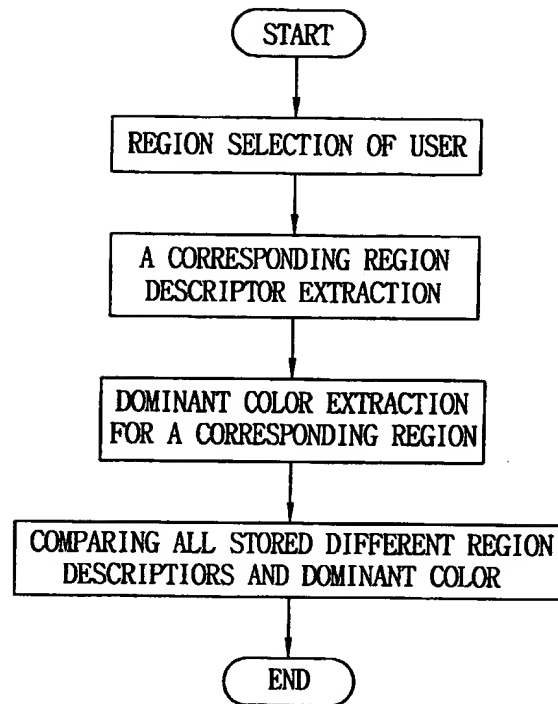 START
REGION SELECTION OF USER
A CORRESPONDING REGION
DESCRIPTOR EXTRACTION
DOMINANT COLOR EXTRACTION
FOR A CORRESPONDING REGION
COMPARING ALL STORED DIFFERENT REGION
DESCRIPTIORS AND DOMINANT COLOR
END